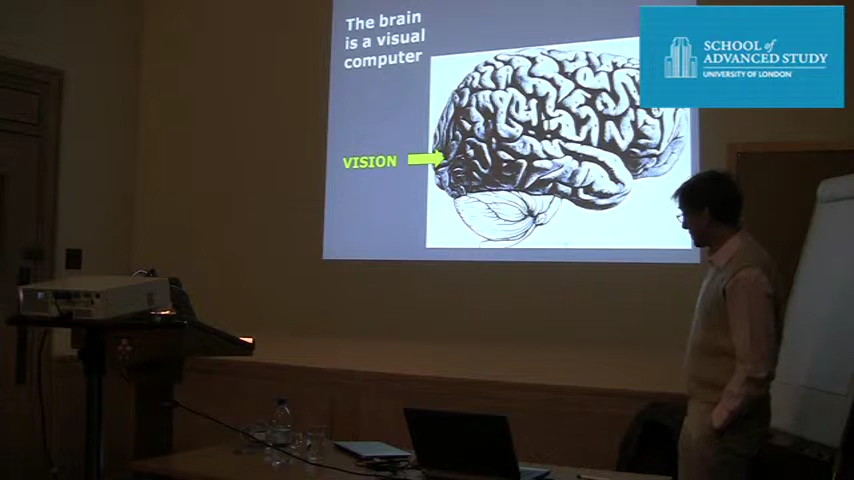 The brain
is a visual
computer
VISION
SCHOOL of
ADVANCED STUDY
UNIVERSITY OF LONDON